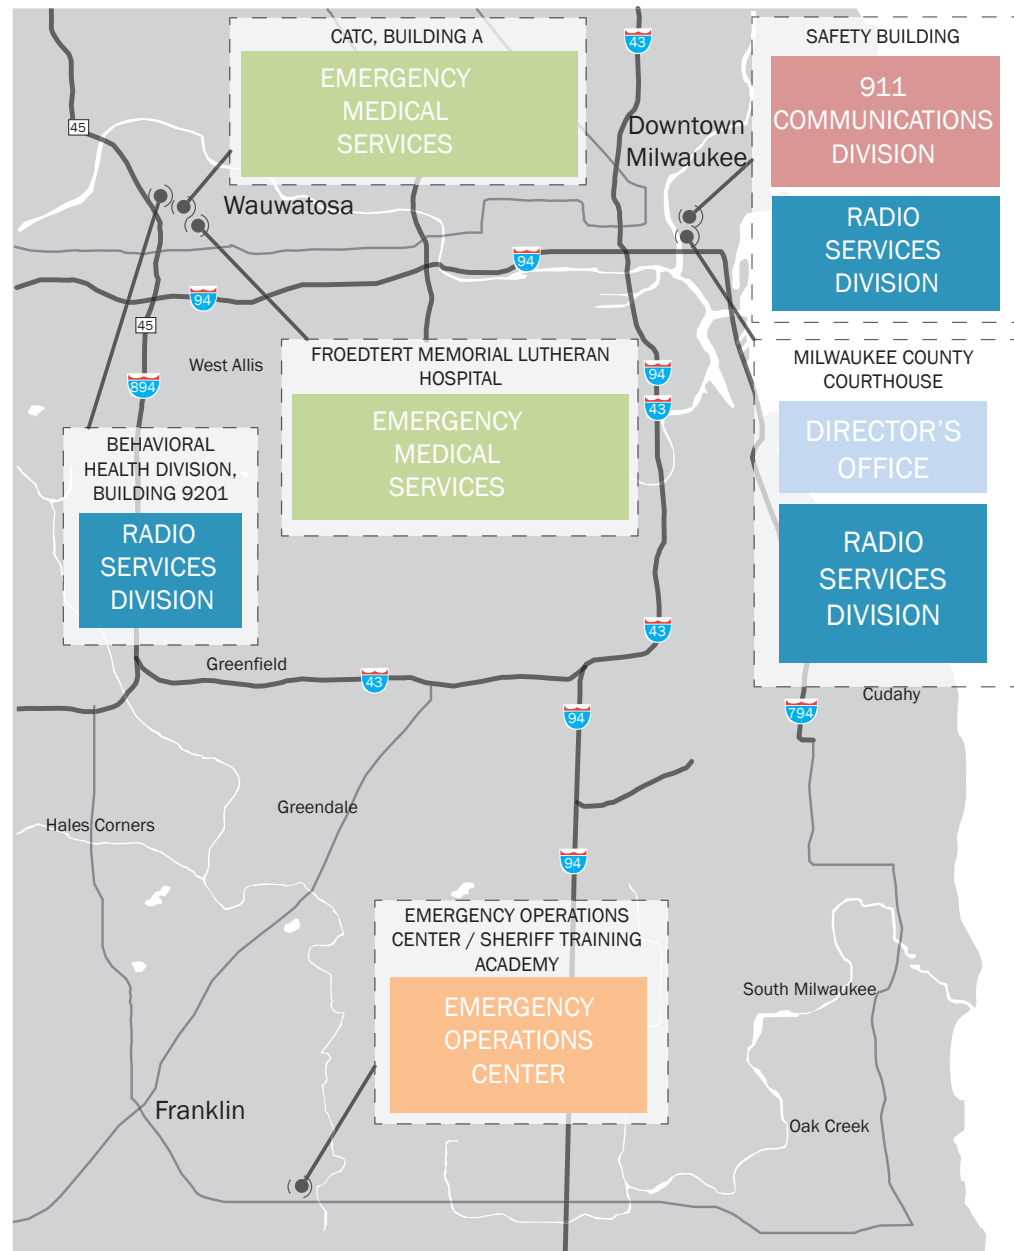 CATC, BUILDING A
EMERGENCY
MEDICAL
SERVICES
43
SAFETY BUILDING
911
COMMUNICATIONS
DIVISION
RADIO
SERVICES
DIVISION
45
Downtown
Milwaukee
Wauwatosa
94
94
45
West Allis
894
FROEDTERT MEMORIAL LUTHERAN
HOSPITAL
EMERGENCY
MEDICAL
SERVICES
94
43
MILWAUKEE COUNTY
COURTHOUSE
DIRECTOR'S
OFFICE
RADIO
SERVICES
DIVISION
BEHAVIORAL
HEALTH DIVISION,
BUILDING 9201
RADIO
SERVICES
DIVISION
43
Greenfield
43
94
Cudahy
794
Greendale
Hales Corners
94
EMERGENCY OPERATIONS
CENTER / SHERIFF TRAINING
ACADEMY
EMERGENCY
OPERATIONS
CENTER
South Milwaukee
Franklin
Oak Creek